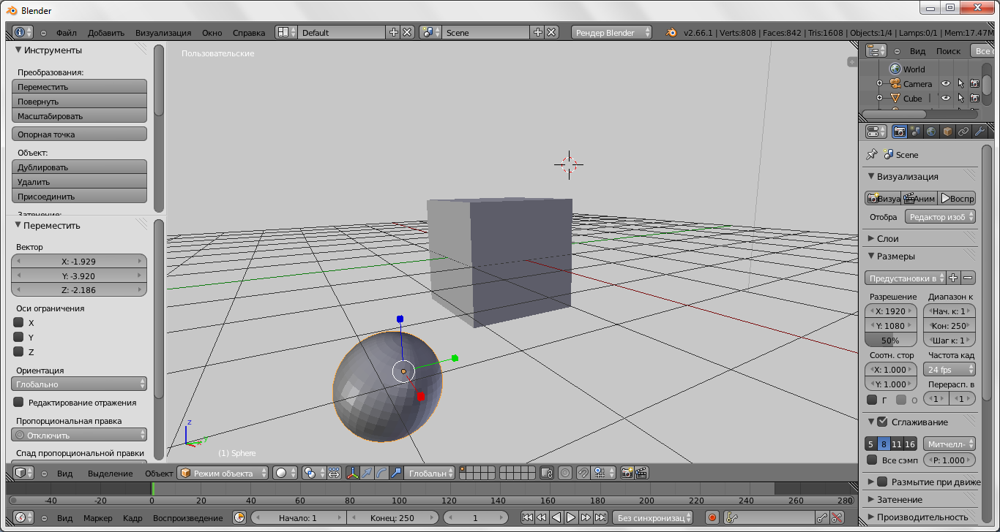 Blender
Файл Добавить Визуализация Окно Справка Default Scene Рендер Blender v2.66.1 | Verts:808 | Faces:842 | Tris:1608 | Objects:1/4 | Lamps:0/1 | Mem:17.47M
Инструменты
Преобразования:
Переместить
Повернуть
Масштабировать
Опорная точка
Объект:
Дублировать
Удалить
Присоединить
Затенение:
Переместить
Вектор
X: -1.929
Y: -3.920
Z: -2.186
Оси ограничения
X
Y
Z
Ориентация
Глобально
Редактирование отражения
Пропорциональная правка
Отключить
Спад пропорциональной правки
Пользовательские
z
y
(1) Sphere
Вид Поиск Все с
World
Camera
Cube |
Scene
Визуализация
Визуа Аним Воспр
Отобра Редактор изоб
Слои
Размеры
Предустановки в
Разрешение Диапазон к
X: 1920 Нач. к: 1
Y: 1080 Кон: 250
50% Шаг к: 1
Соотн. стор Частота кад
X: 1.000 24 fps
Y: 1.000 Перерасп. в
Г О 1 1
Сглаживание
5 8 11 16 Митчелл-
Все сэмп Р: 1.000
Размытие при движе
Затенение
Производительность
Вид Выделение Объект Режим объекта Глобальн
-40 -20 0 20 40 60 80 100 120 140 160 180 200 220 240 260 280
Вид Маркер Кадр Воспроизведение Начало: 1 Конец: 250 1 Без синхронизац